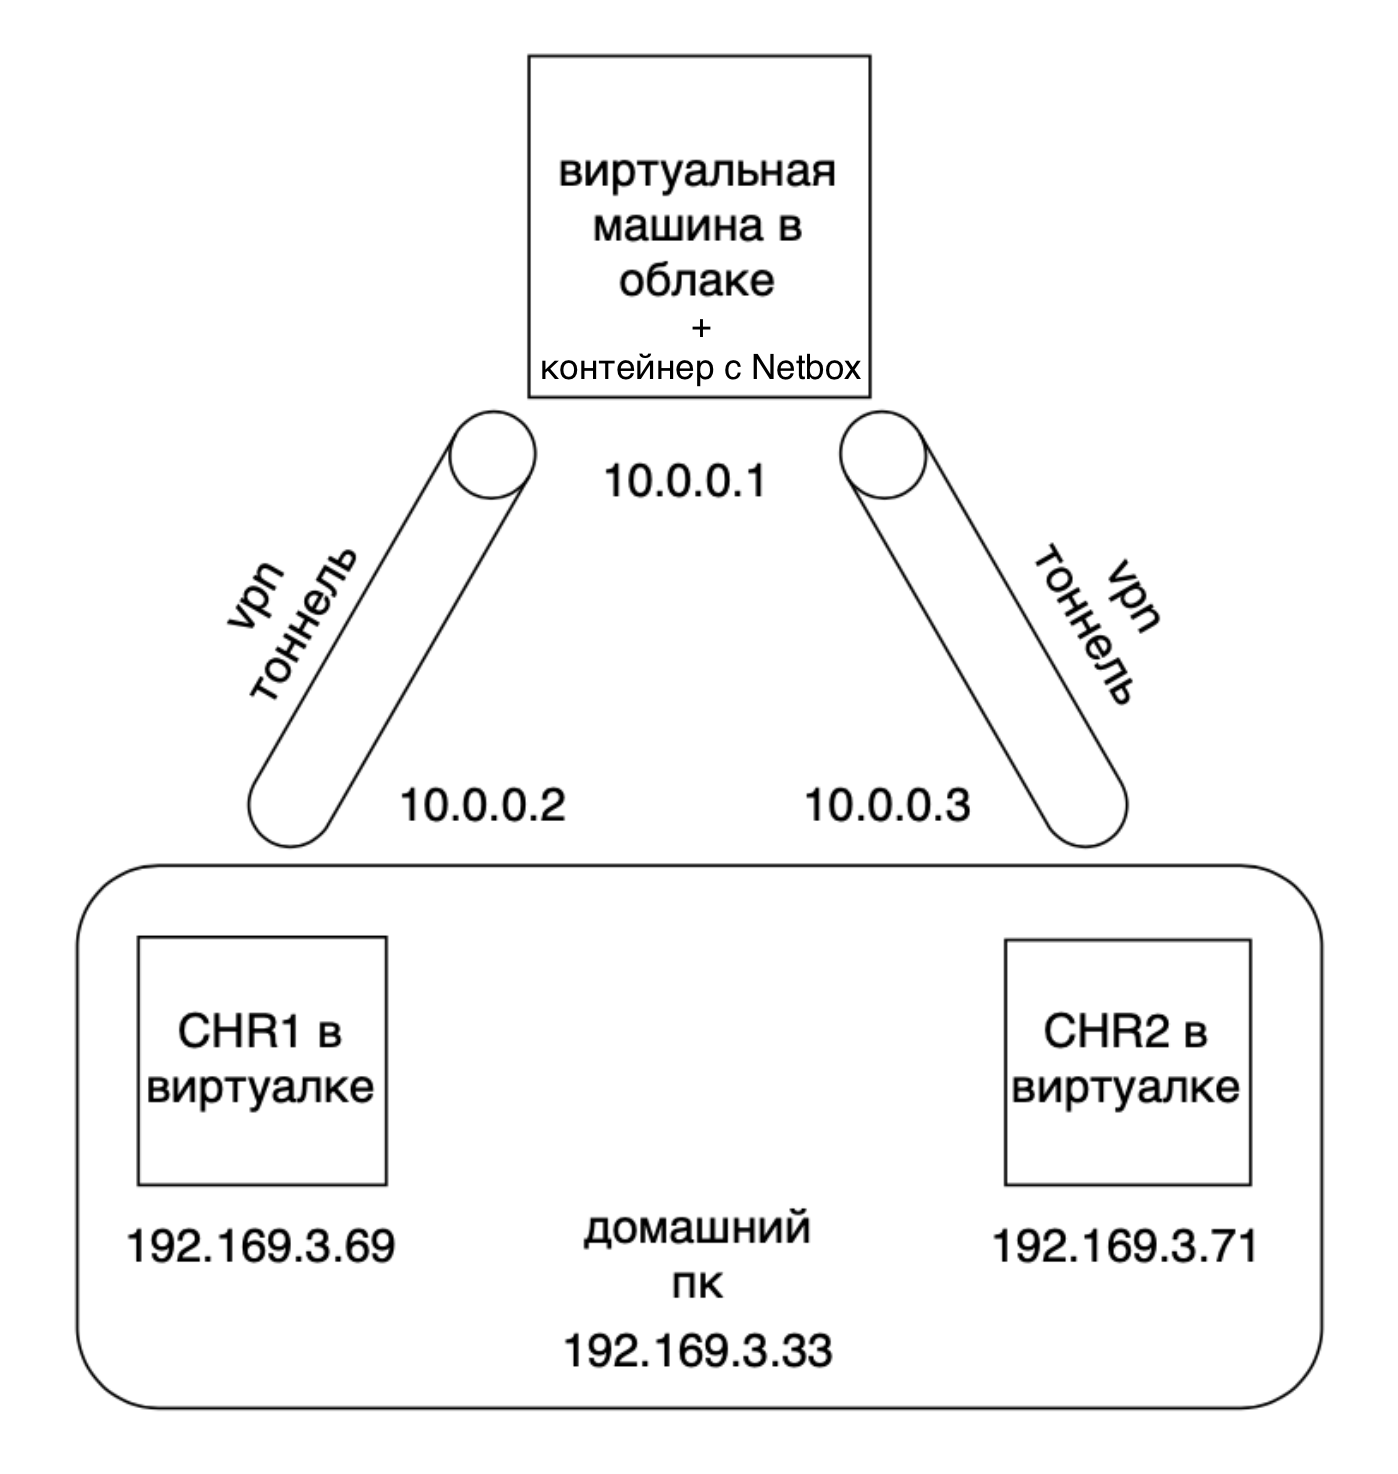 виртуальная
машина в
облаке
+
контейнер с Netbox
10.0.0.1
vpn
тоннель
vpn
тоннель
10.0.0.2
10.0.0.3
CHR1 в
виртуалке
CHR2 в
виртуалке
192.169.3.69
192.169.3.71
домашний
пк
192.169.3.33